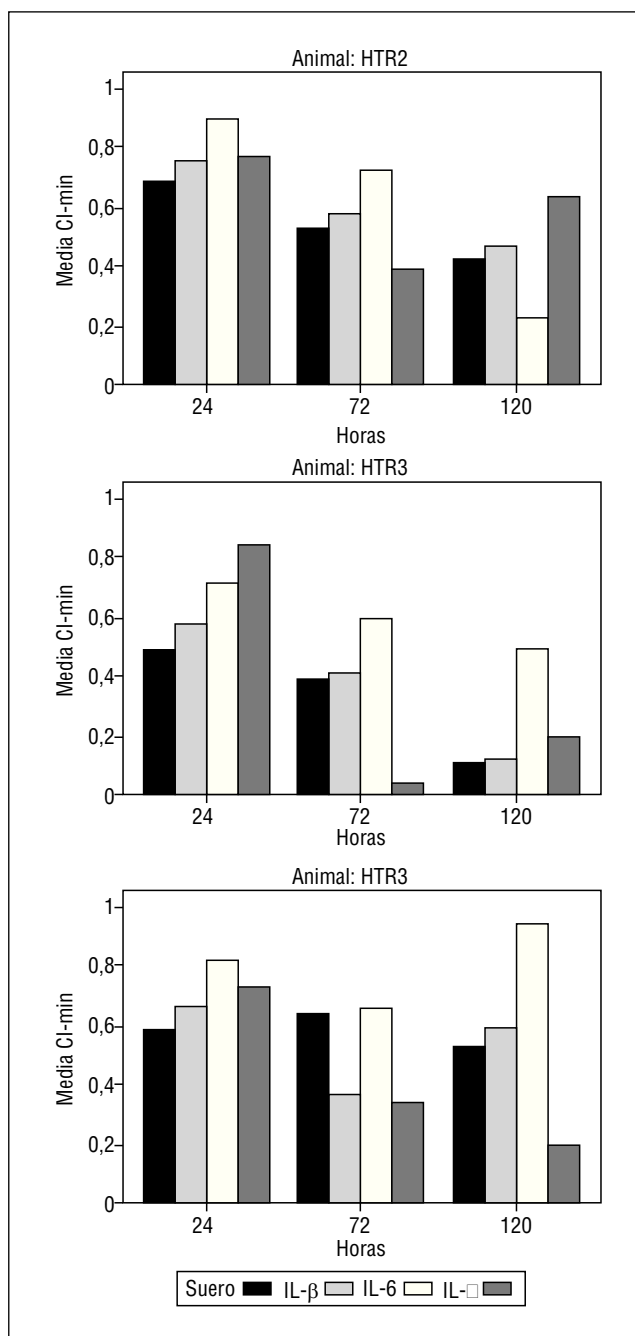 Animal: HTR2
Media CI-min
1
0,8
0,6
0,4
0,2
0
24 72 120
Horas
Animal: HTR3
Media CI-min
1
0,8
0,6
0,4
0,2
0
24 72 120
Horas
Animal: HTR3
Media CI-min
1
0,8
0,6
0,4
0,2
0
24 72 120
Horas
Suero IL-β IL-6 IL-□